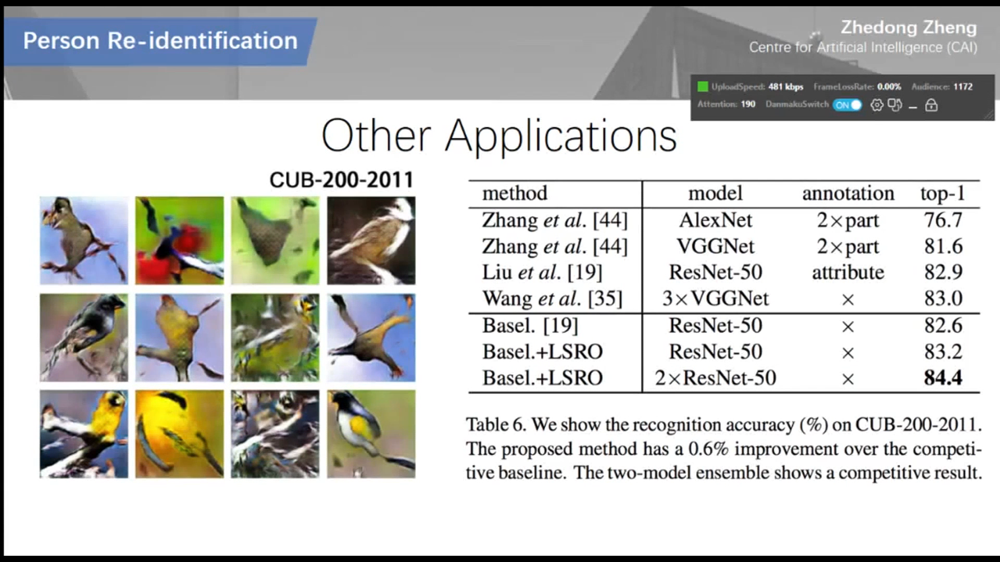 Person Re-identification
Zhedong Zheng
Centre for Artificial Intelligence (CAI)
UploadSpeed: 481 kbps FrameLossRate: 0.00% Audience: 1172
Attention: 190 DanmakuSwitch ON
Other Applications
CUB-200-2011
method model annotation top-1
Zhang et al. [44] AlexNet 2×part 76.7
Zhang et al. [44] VGGNet 2×part 81.6
Liu et al. [19] ResNet-50 attribute 82.9
Wang et al. [35] 3×VGGNet × 83.0
Basel. [19] ResNet-50 × 82.6
Basel.+LSRO ResNet-50 × 83.2
Basel.+LSRO 2×ResNet-50 × 84.4
Table 6. We show the recognition accuracy (%) on CUB-200-2011.
The proposed method has a 0.6% improvement over the competi-
tive baseline. The two-model ensemble shows a competitive result.